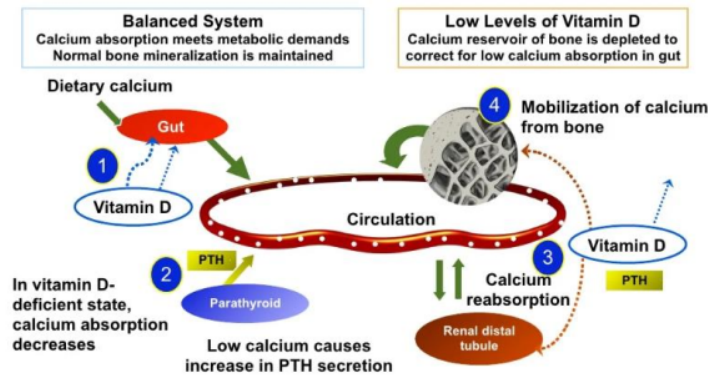 Balanced System
Calcium absorption meets metabolic demands
Normal bone mineralization is maintained
Low Levels of Vitamin D
Calcium reservoir of bone is depleted to
correct for low calcium absorption in gut
Dietary calcium
Gut
1
Vitamin D
4
Mobilization of calcium
from bone
Circulation
2
PTH
Parathyroid
In vitamin D-
deficient state,
calcium absorption
decreases
Low calcium causes
increase in PTH secretion
3
Vitamin D
PTH
Calcium
reabsorption
Renal distal
tubule